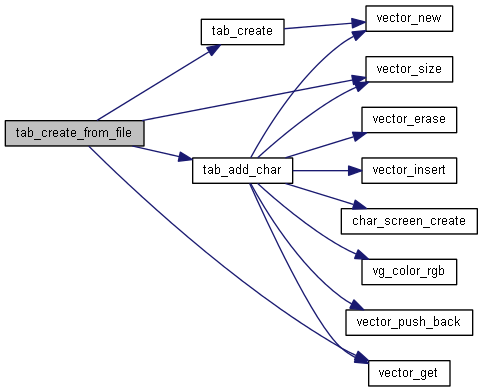 vector_new
tab_create
vector_size
vector_erase
tab_create_from_file
tab_add_char
vector_insert
char_screen_create
vg_color_rgb
vector_push_back
vector_get